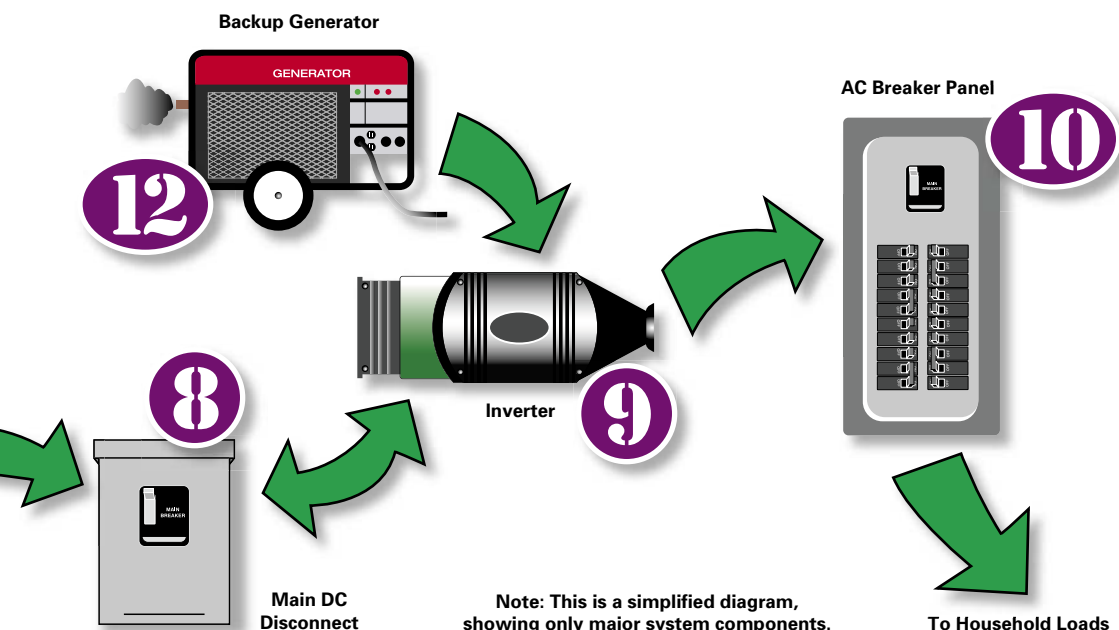 Backup Generator
GENERATOR
12
AC Breaker Panel
10
MAIN
BREAKER
Inverter
9
8
MAIN
BREAKER
Main DC
Disconnect
Note: This is a simplified diagram,
showing only major system components.
To Household Loads